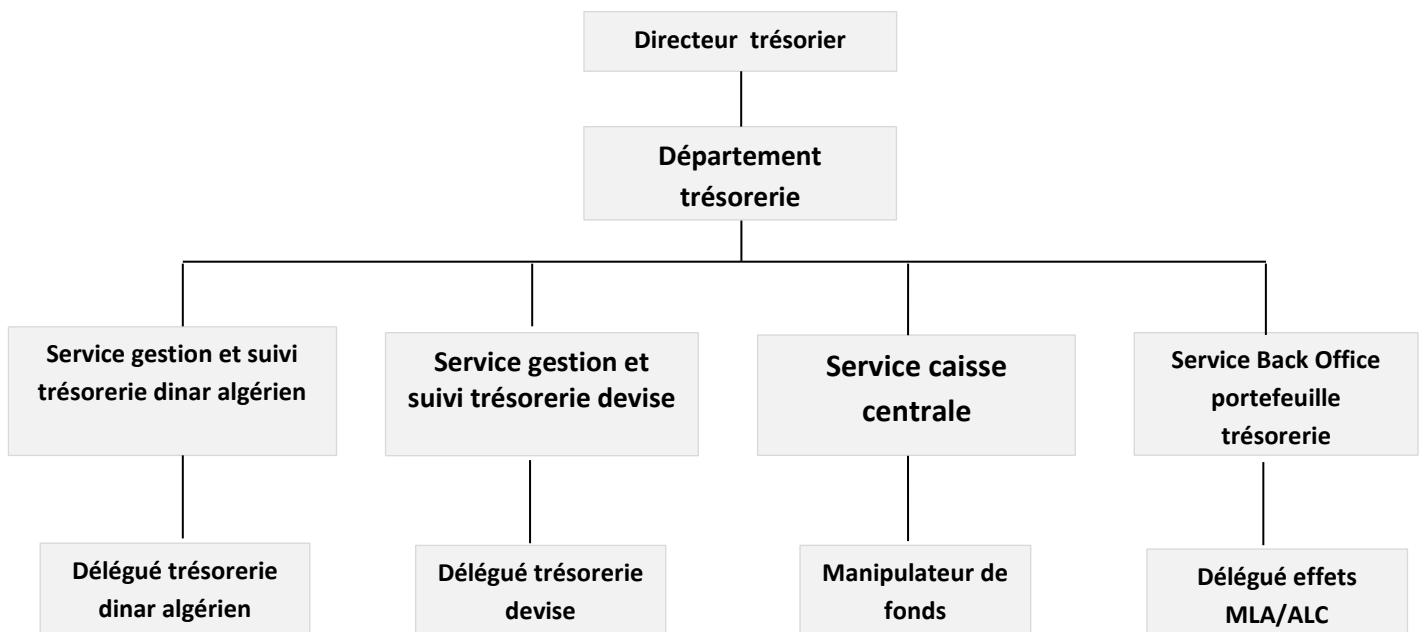 Directeur trésorier
Département
trésorerie
Service gestion et suivi
trésorerie dinar algérien
Service gestion et
suivi trésorerie devise
Service caisse
centrale
Service Back Office
portefeuille
trésorerie
Délégué trésorerie
dinar algérien
Délégué trésorerie
devise
Manipulateur de
fonds
Délégué effets
MLA/ALC